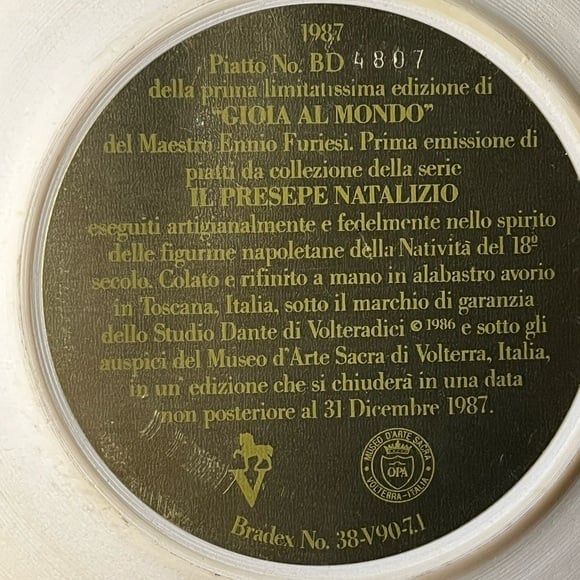 1987
Piatto No. BD 4807
della prima limitatissima edizione di
"GIOIA AL MONDO"
del Maestro Ennio Furiesi. Prima emissione di
piatti da collezione della serie
IL PRESEPE NATALIZIO
eseguiti artigianalmente e fedelmente nello spirito
delle figurine napoletane della Natività del 18º
secolo. Colato e rifinito a mano in alabastro avorio
in Toscana, Italia, sotto il marchio di garanzia
dello Studio Dante di Volteradici © 1986 e sotto gli
auspici del Museo d'Arte Sacra di Volterra, Italia,
in un' edizione che si chiuderà in una data
non posteriore al 31 Dicembre 1987.
V
MUSEO D'ARTE SACRA
OPA
VOLTERRA-ITALIA
Bradex No. 38-V90-7.1